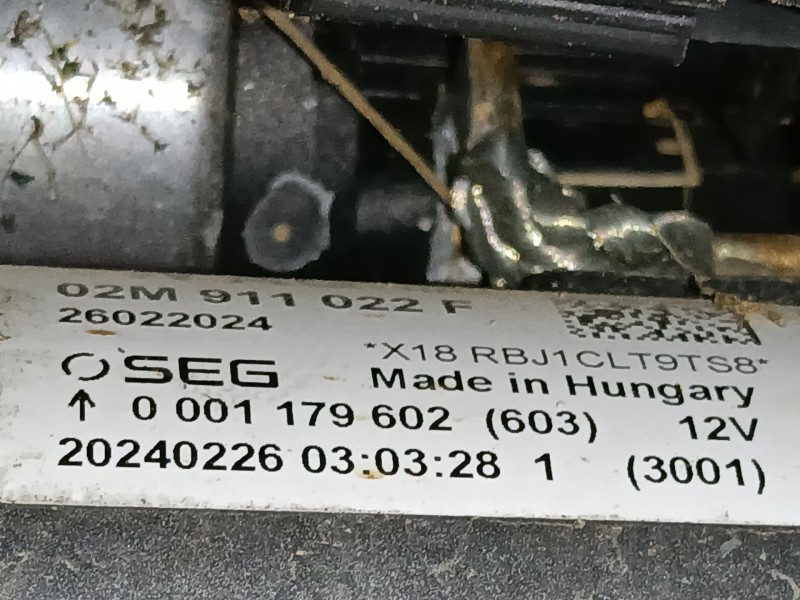 02M 911 022 F
26022024
*X18 RBJ1CLT9TS8*
SEG Made in Hungary
↑ 0 001 179 602 (603) 12V
20240226 03:03:28 1 (3001)